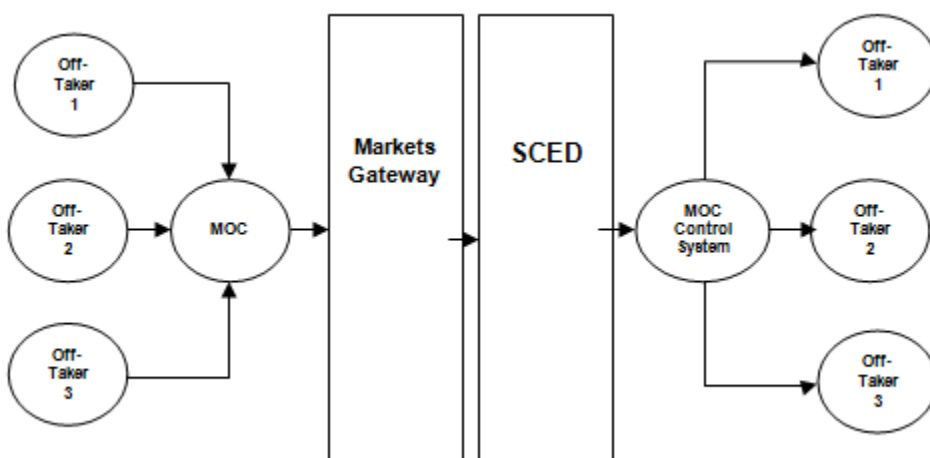 Off-
Taker
1
Off-
Taker
2
Off-
Taker
3
MOC
Markets
Gateway
SCED
MOC
Control
System
Off-
Taker
1
Off-
Taker
2
Off-
Taker
3